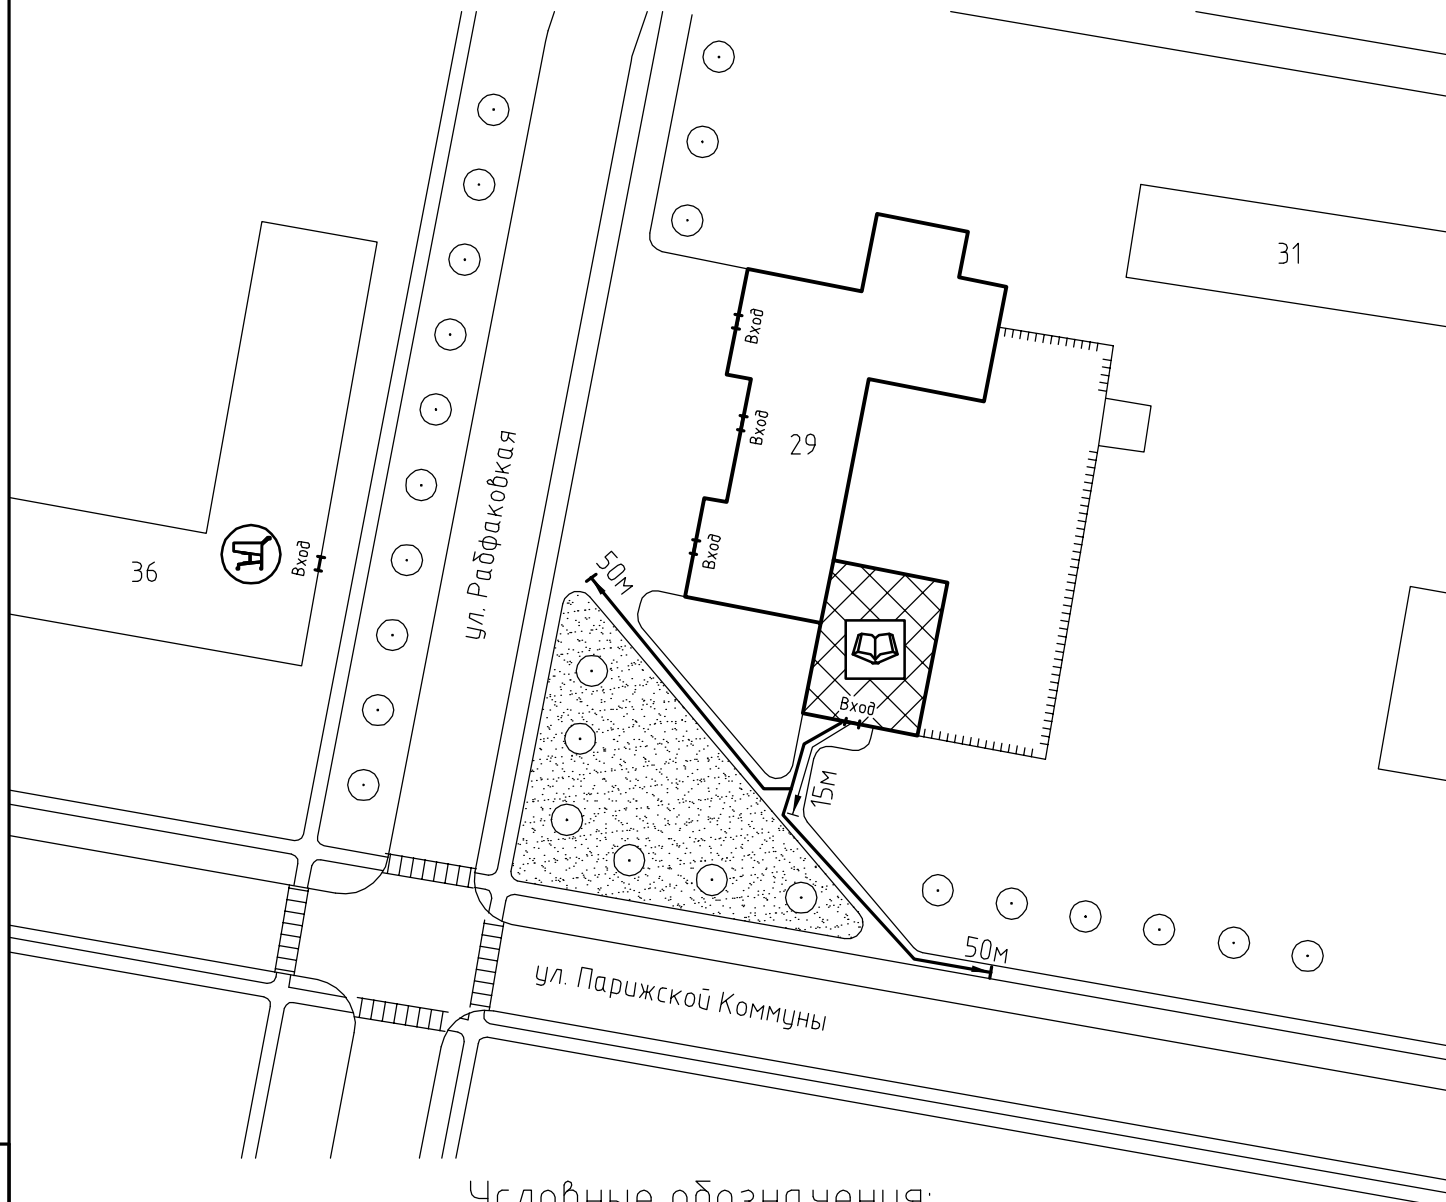 31
Вход
Вход
29
ул. Рабфаковкая
Вход
Вход
36
50м
Вход
15м
50м
ул. Парижской Коммуны
Условные обозначения: